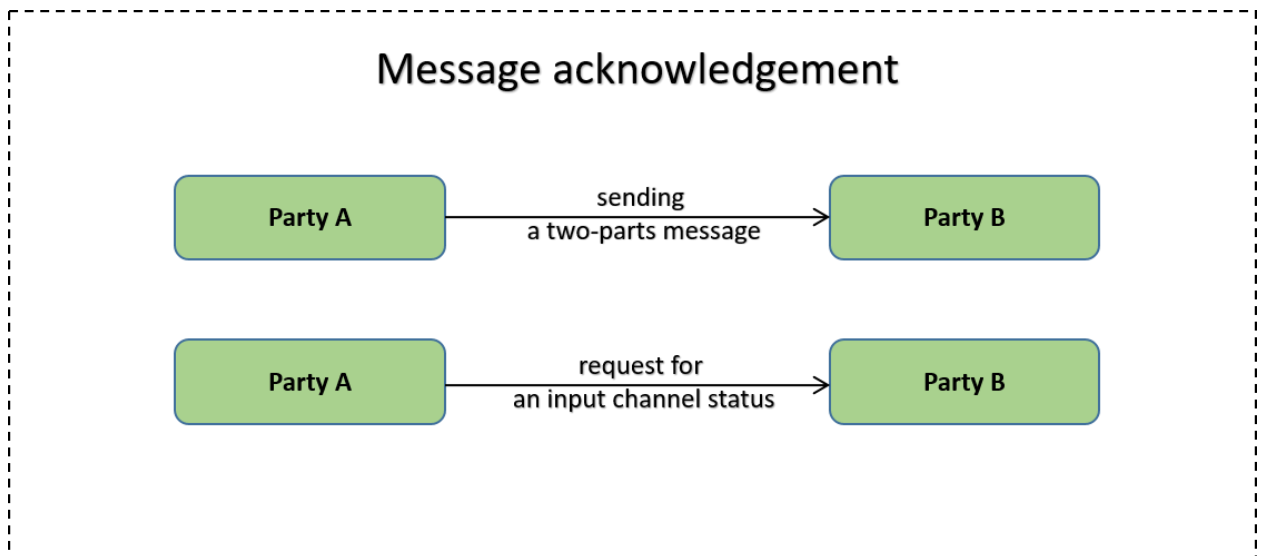 Message acknowledgement
Party A
sending
a two-parts message
Party B
Party A
request for
an input channel status
Party B